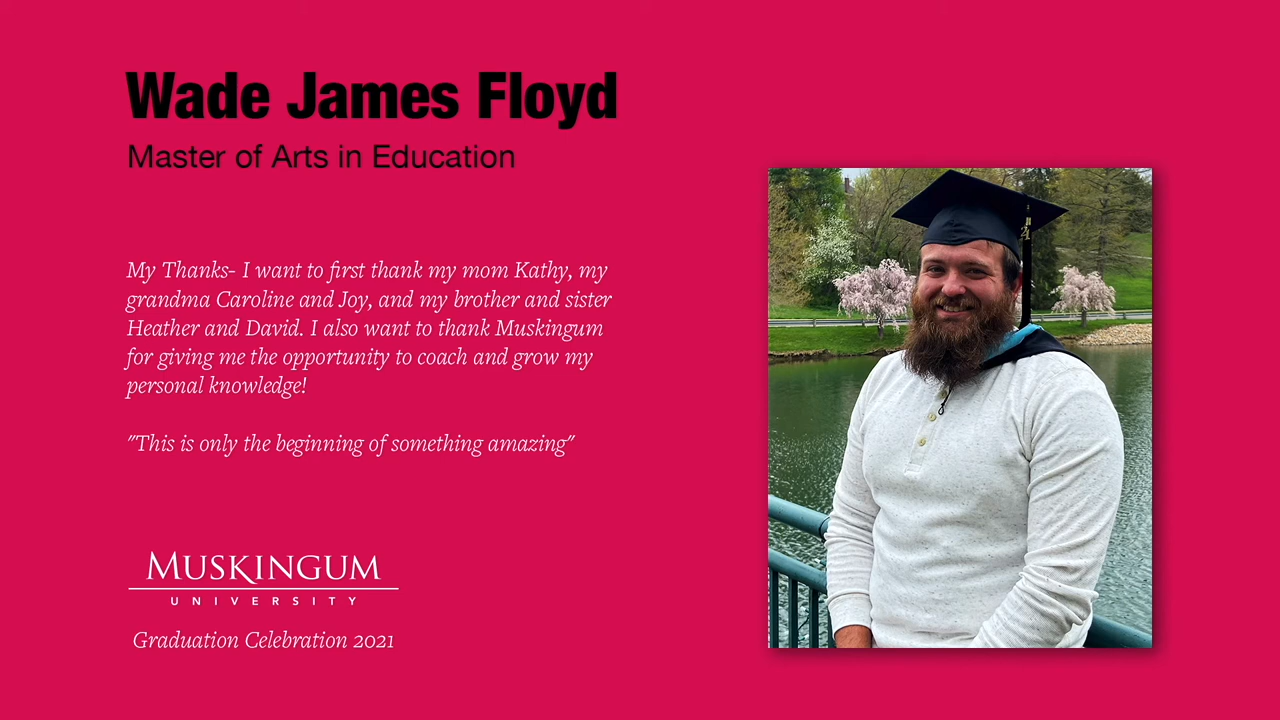 Wade James Floyd
Master of Arts in Education
My Thanks- I want to first thank my mom Kathy, my
grandma Caroline and Joy, and my brother and sister
Heather and David. I also want to thank Muskingum
for giving me the opportunity to coach and grow my
personal knowledge!
"This is only the beginning of something amazing"
MUSKINGUM
UNIVERSITY
Graduation Celebration 2021